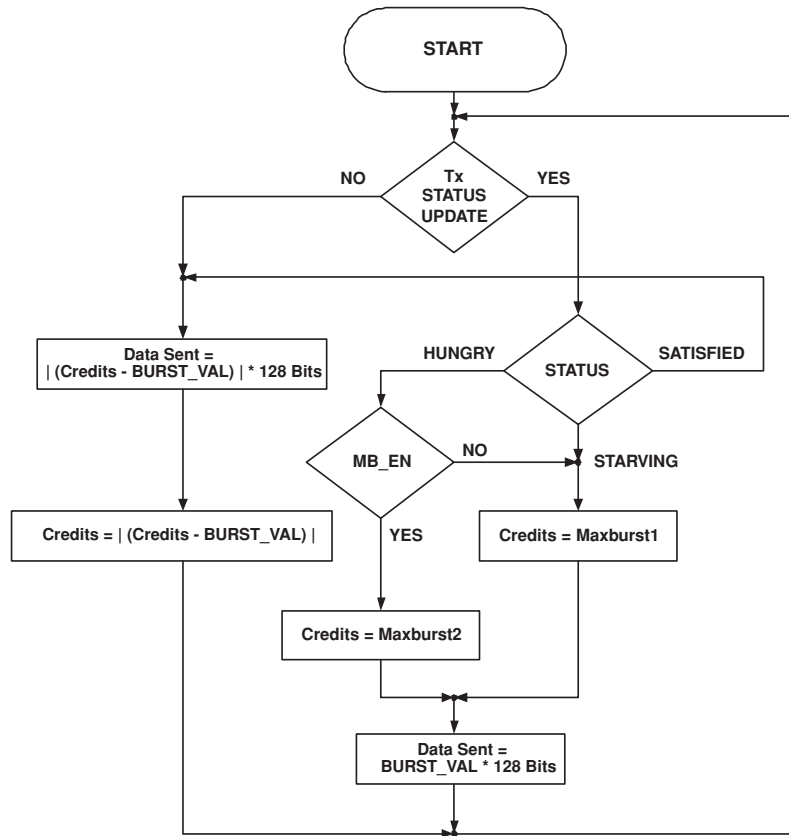 START
Tx
STATUS
UPDATE
NO
YES
Data Sent =
| (Credits - BURST_VAL) | * 128 Bits
HUNGRY
STATUS
SATISFIED
MB_EN
NO
STARVING
Credits = | (Credits - BURST_VAL) |
YES
Credits = Maxburst1
Credits = Maxburst2
Data Sent =
BURST_VAL * 128 Bits